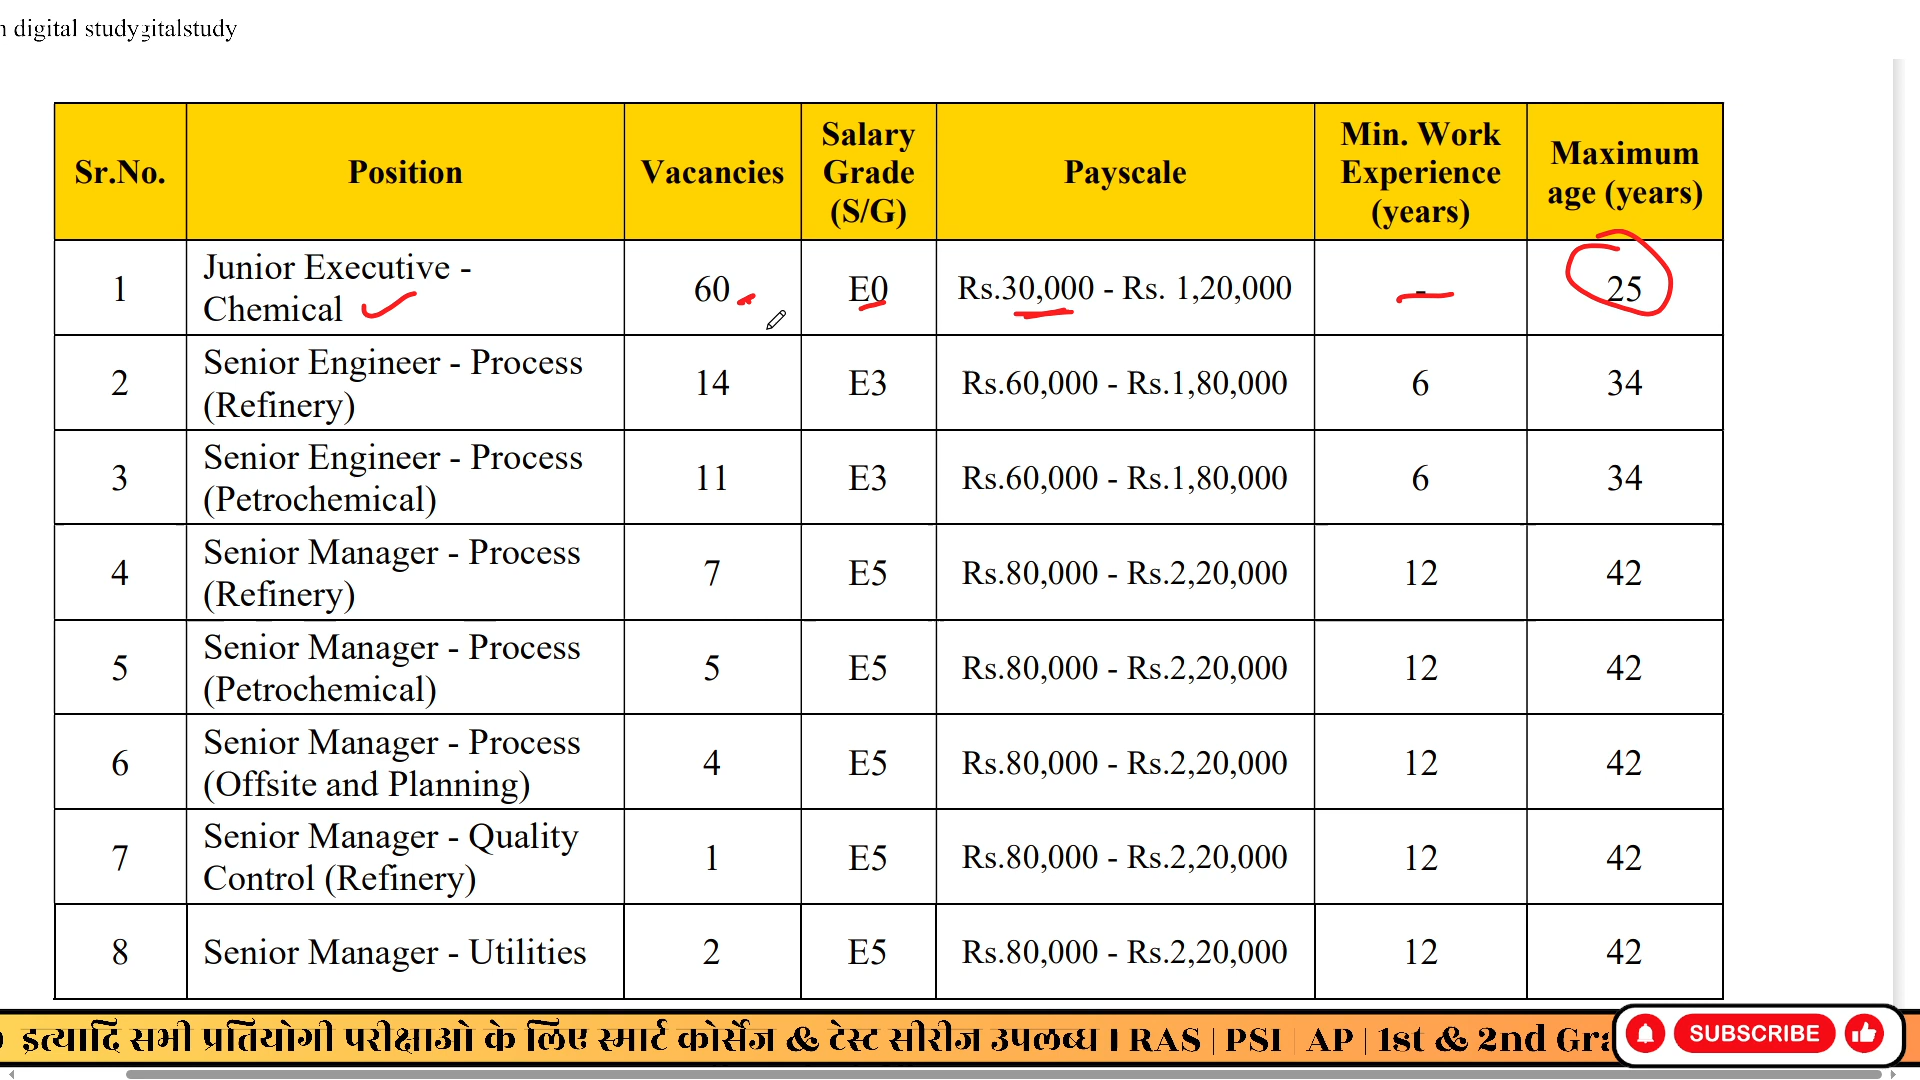 digital studygitalstudy
Sr.No. Position Vacancies Salary Grade (S/G) Payscale Min. Work Experience (years) Maximum age (years)
1 Junior Executive - Chemical 60 E0 Rs.30,000 - Rs. 1,20,000 - 25
2 Senior Engineer - Process (Refinery) 14 E3 Rs.60,000 - Rs.1,80,000 6 34
3 Senior Engineer - Process (Petrochemical) 11 E3 Rs.60,000 - Rs.1,80,000 6 34
4 Senior Manager - Process (Refinery) 7 E5 Rs.80,000 - Rs.2,20,000 12 42
5 Senior Manager - Process (Petrochemical) 5 E5 Rs.80,000 - Rs.2,20,000 12 42
6 Senior Manager - Process (Offsite and Planning) 4 E5 Rs.80,000 - Rs.2,20,000 12 42
7 Senior Manager - Quality Control (Refinery) 1 E5 Rs.80,000 - Rs.2,20,000 12 42
8 Senior Manager - Utilities 2 E5 Rs.80,000 - Rs.2,20,000 12 42
इत्यादि सभी प्रतियोगी परीक्षाओ के लिए स्मार्ट कोर्सेज & टेस्ट सीरीज उपलब्ध I RAS | PSI | AP | 1st & 2nd Gra
SUBSCRIBE